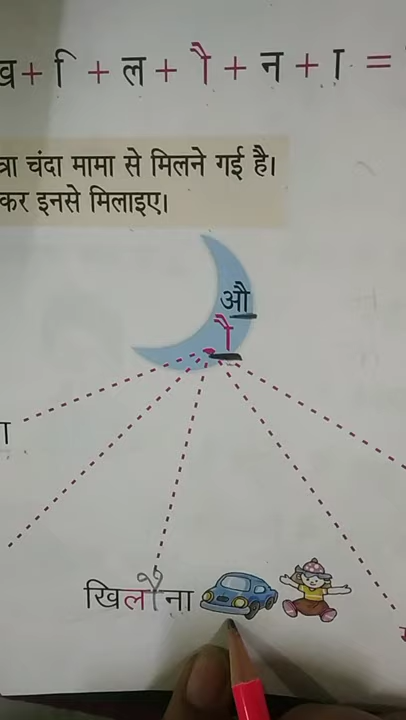 ख + ि + ल + ौ + न + ा =
त्रा चंदा मामा से मिलने गई है।
कर इनसे मिलाइए।
औ
ौ
खिलौना